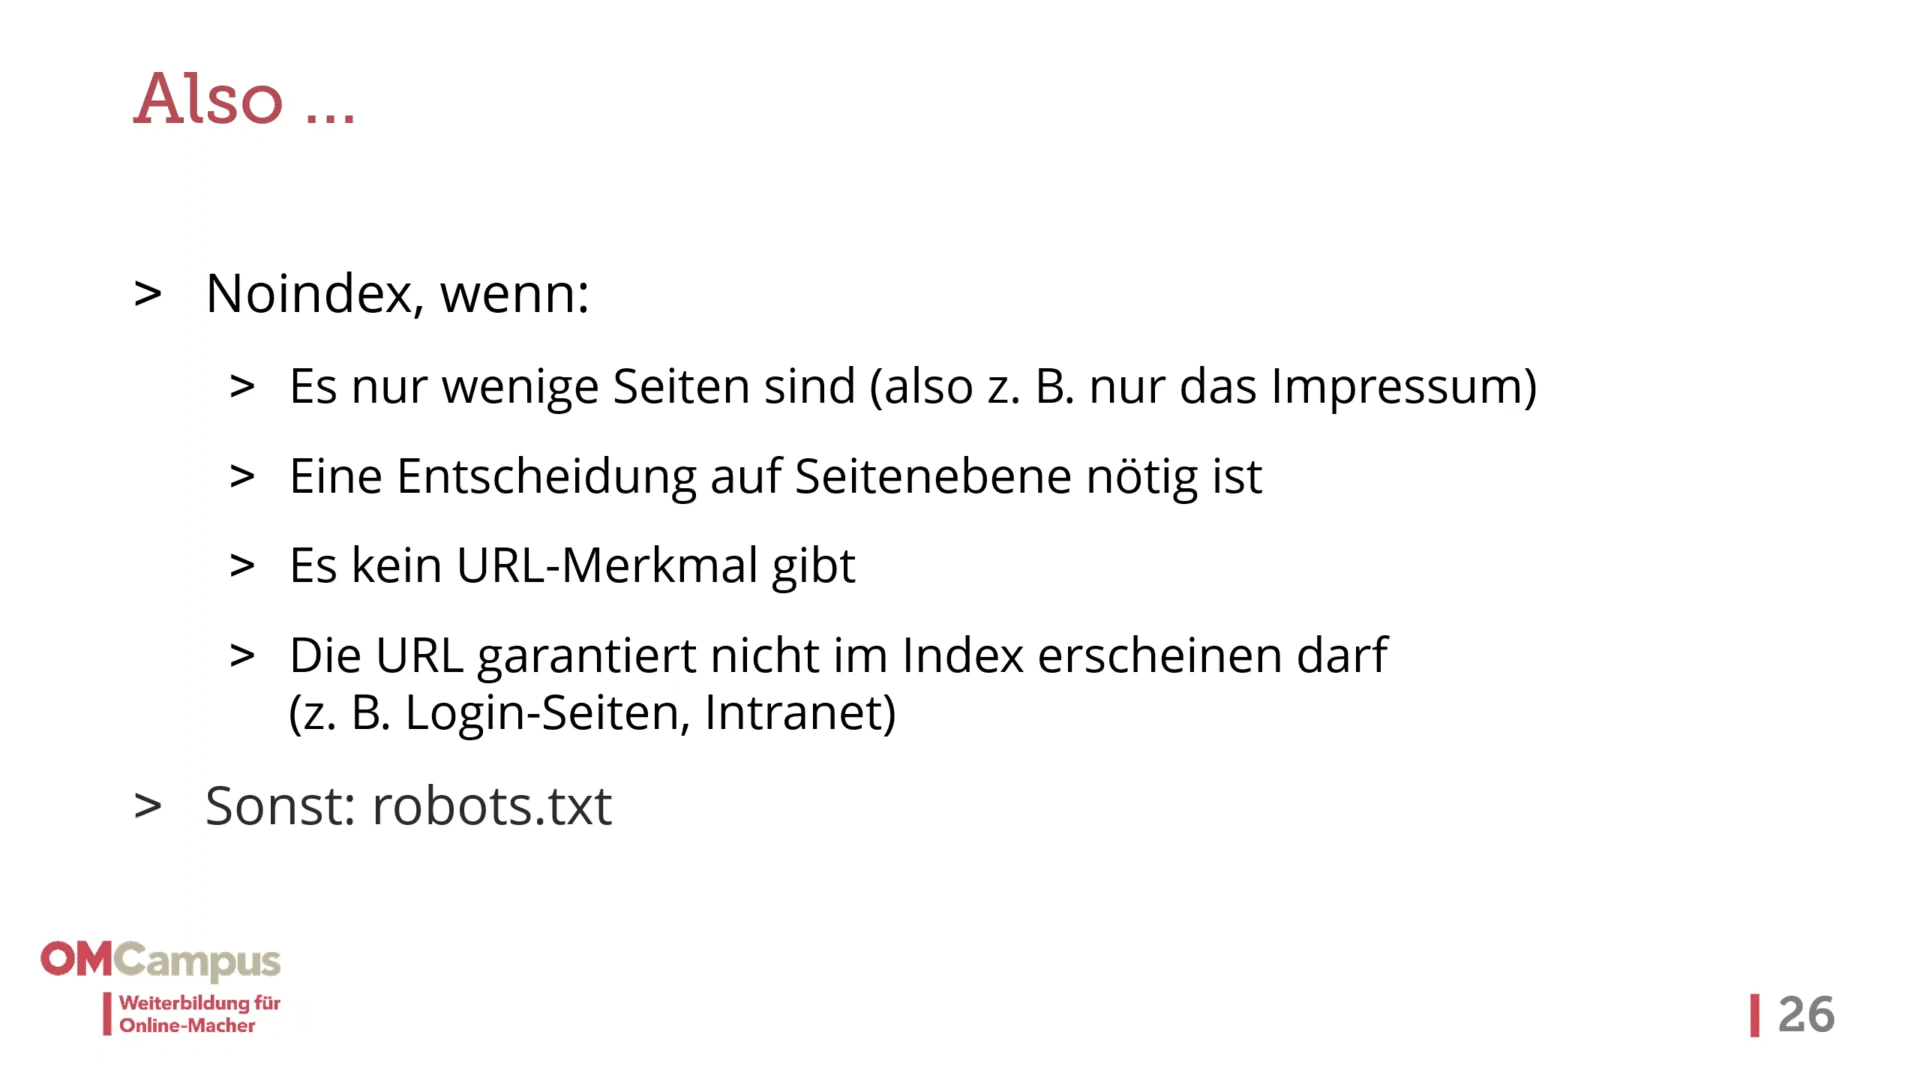 Also ...
> Noindex, wenn:
> Es nur wenige Seiten sind (also z. B. nur das Impressum)
> Eine Entscheidung auf Seitenebene nötig ist
> Es kein URL-Merkmal gibt
> Die URL garantiert nicht im Index erscheinen darf
(z. B. Login-Seiten, Intranet)
> Sonst: robots.txt
OMCampus
Weiterbildung für
Online-Macher
26